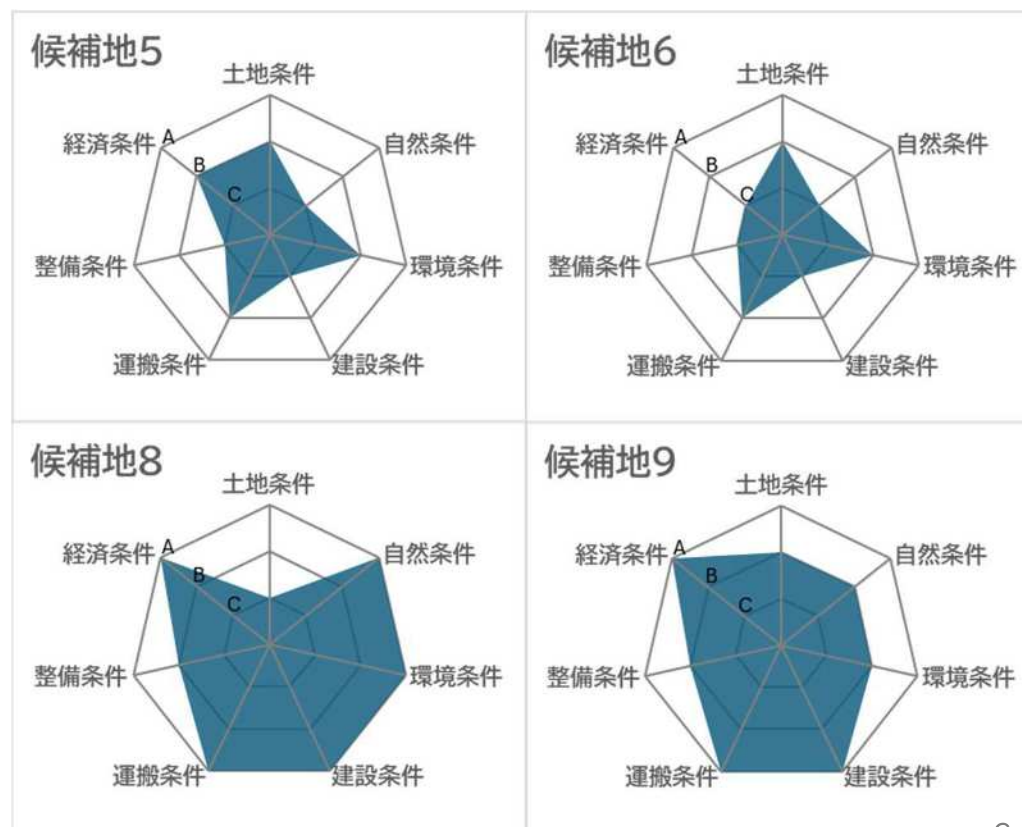 候補地5
土地条件
自然条件
環境条件
建設条件
運搬条件
整備条件
経済条件
A
B
C
候補地6
土地条件
自然条件
環境条件
建設条件
運搬条件
整備条件
経済条件
A
B
C
候補地8
土地条件
自然条件
環境条件
建設条件
運搬条件
整備条件
経済条件
A
B
C
候補地9
土地条件
自然条件
環境条件
建設条件
運搬条件
整備条件
経済条件
A
B
C